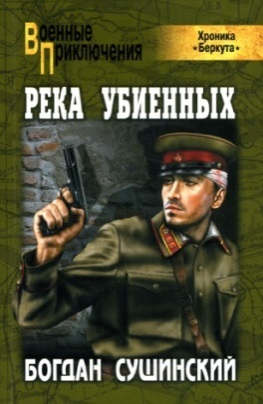 Военные
Приключения
Хроника
"Беркута"
РЕКА УБИЕННЫХ
БОГДАН СУШИНСКИЙ